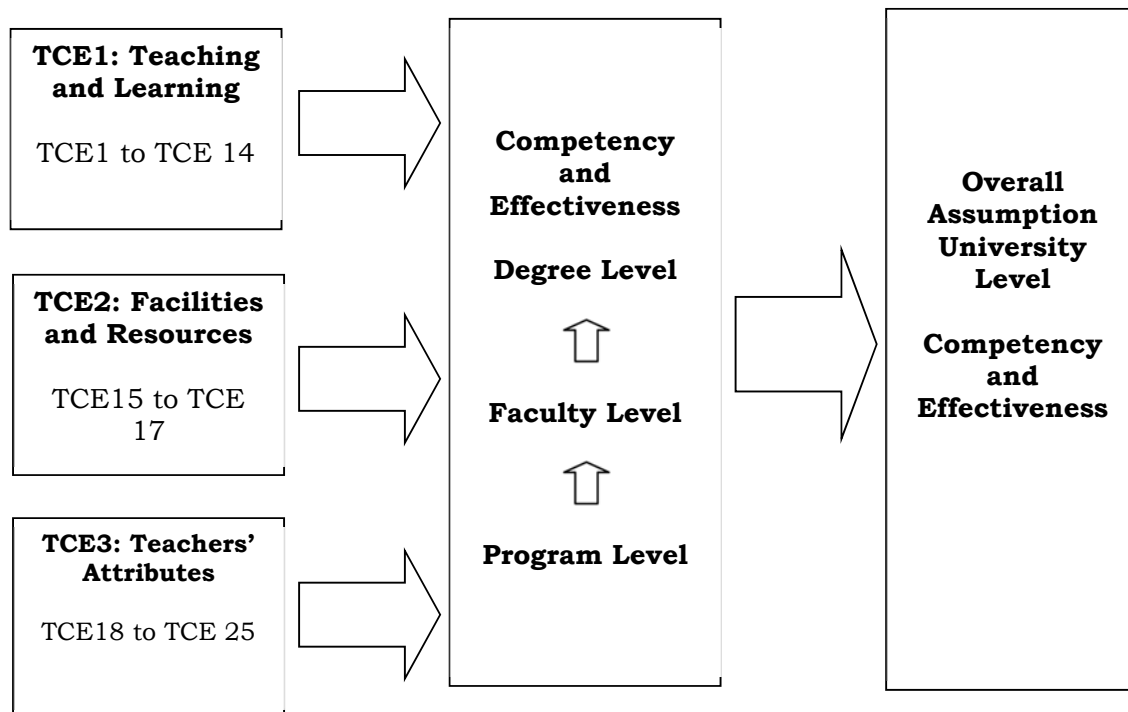 TCE1: Teaching
and Learning
TCE1 to TCE 14
TCE2: Facilities
and Resources
TCE15 to TCE
17
TCE3: Teachers’
Attributes
TCE18 to TCE 25
Competency
and
Effectiveness
Degree Level
Faculty Level
Program Level
Overall
Assumption
University
Level
Competency
and
Effectiveness